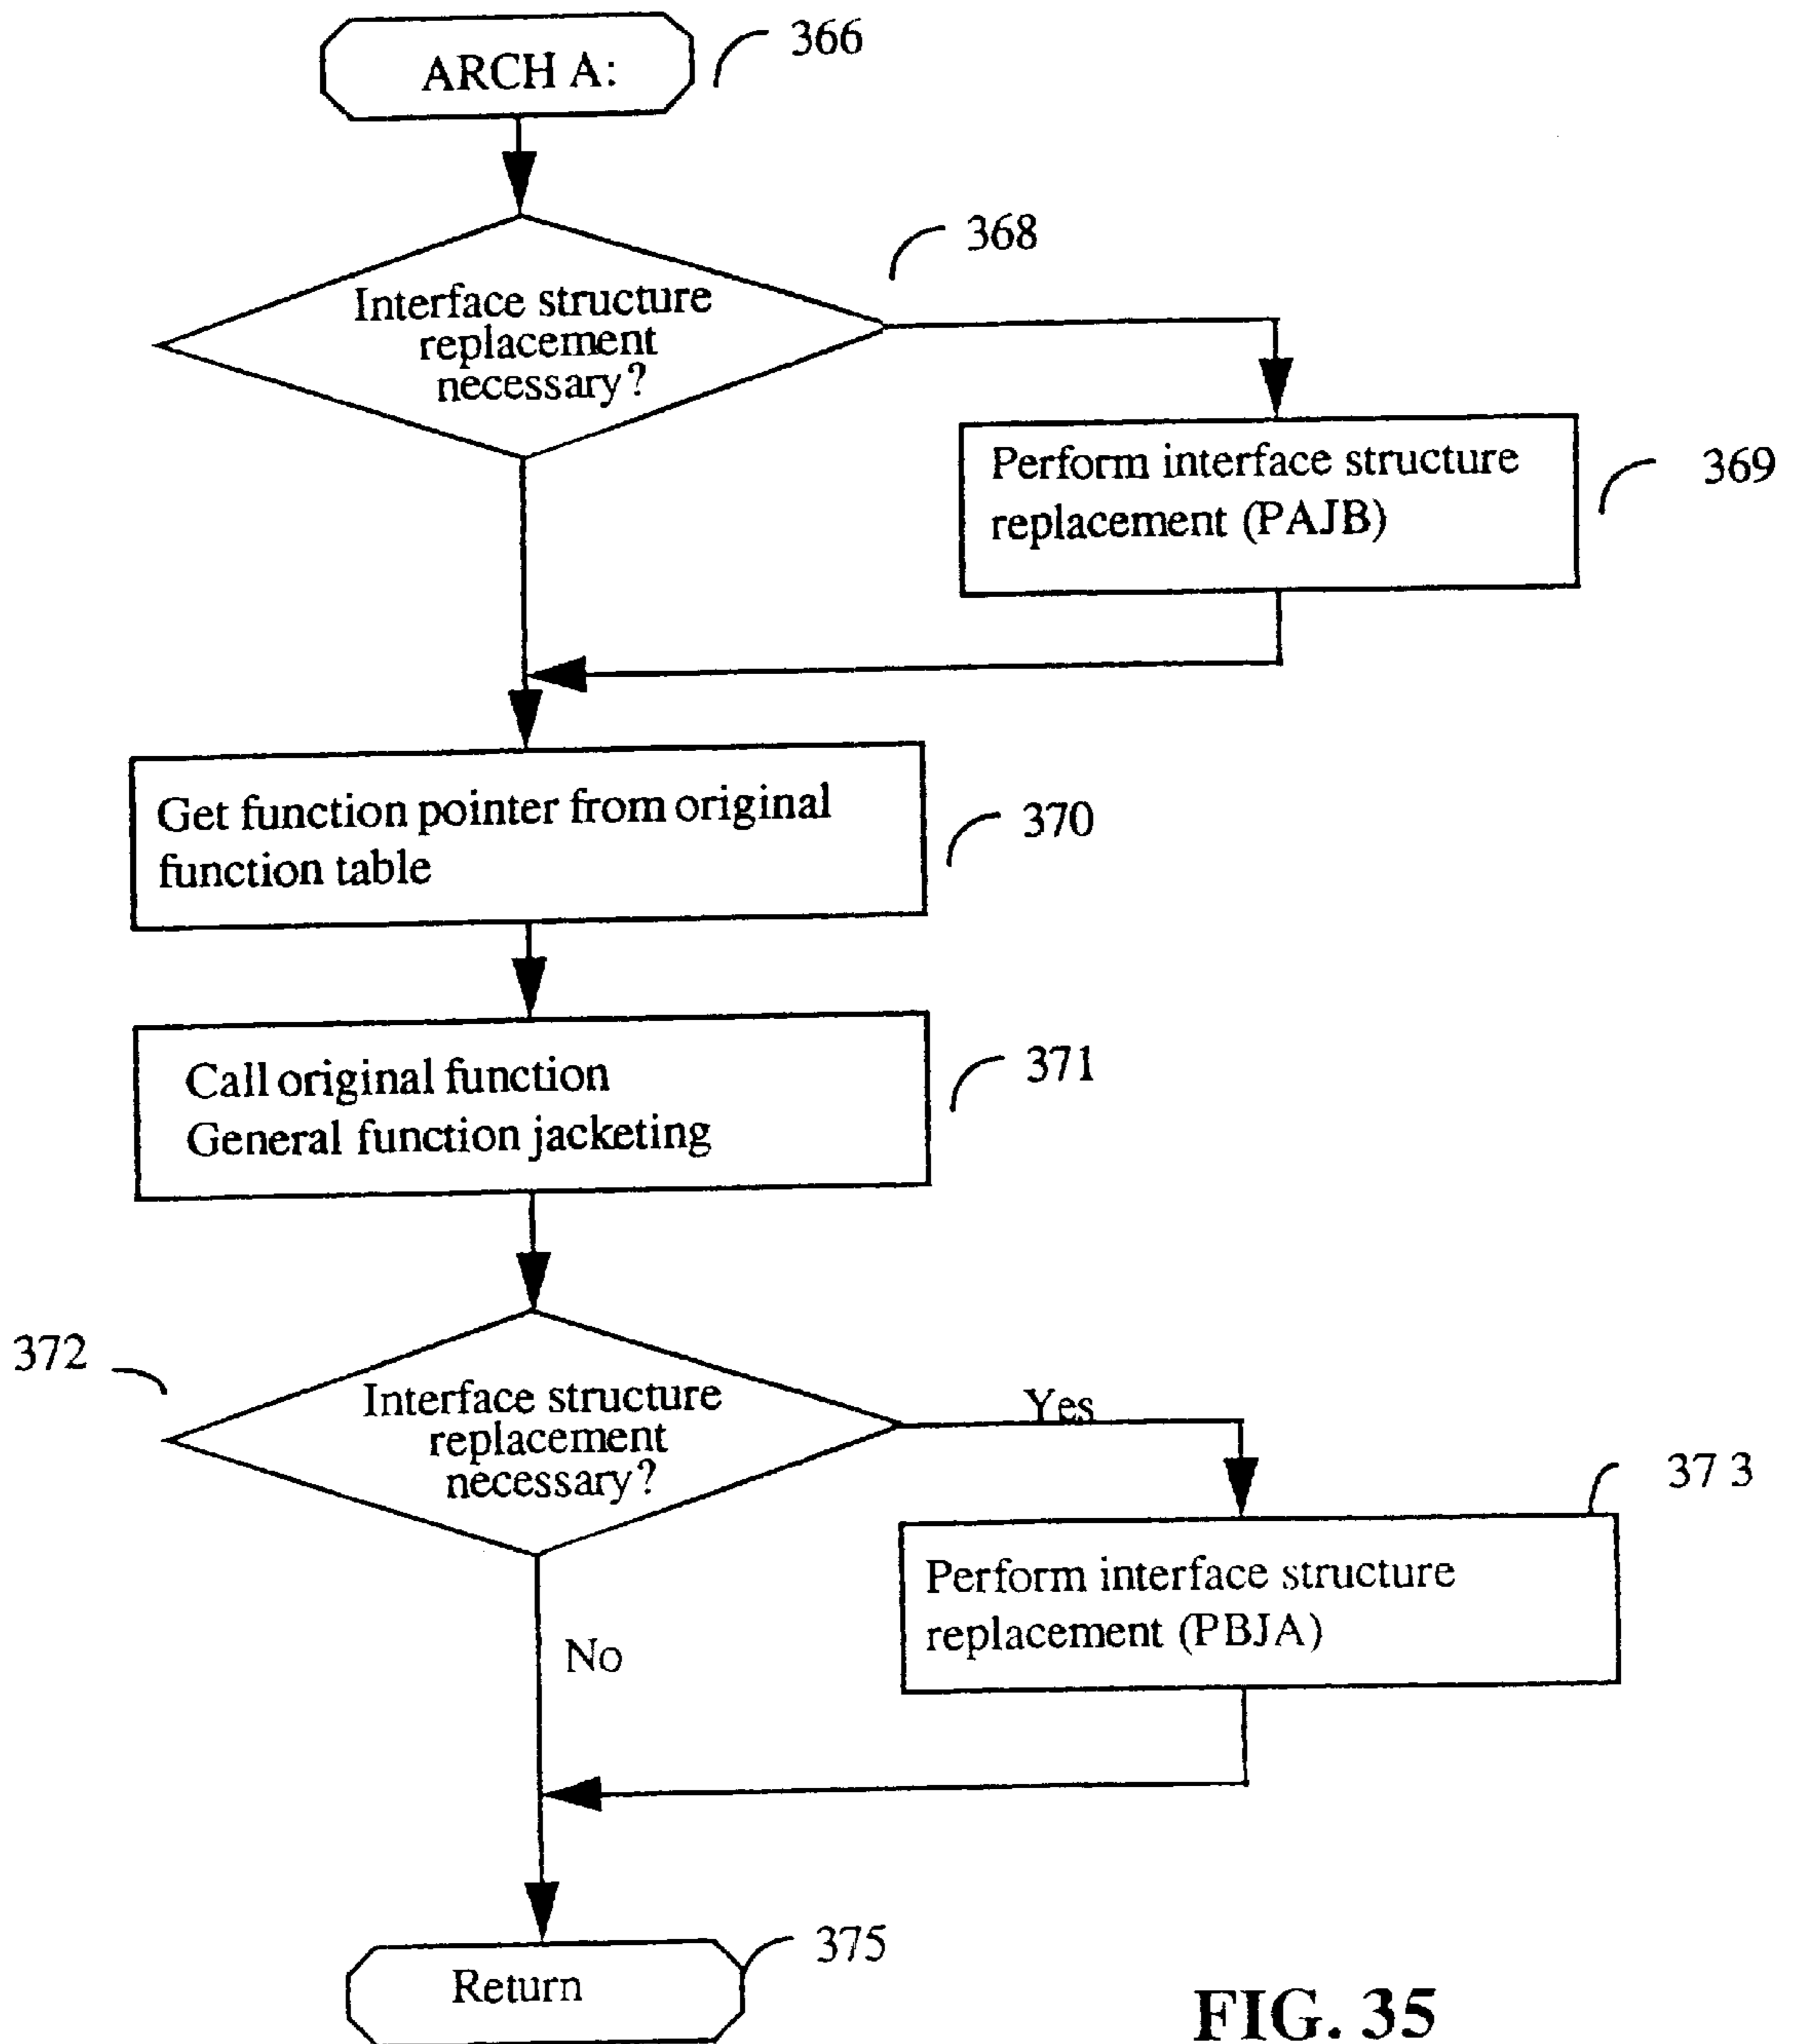 ARCH A:
366
Interface structure
replacement
necessary?
368
Perform interface structure
replacement (PAJB)
369
Get function pointer from original
function table
370
Call original function
General function jacketing
371
372
Interface structure
replacement
necessary?
Yes
37 3
Perform interface structure
replacement (PBJA)
No
Return
375
FIG. 35